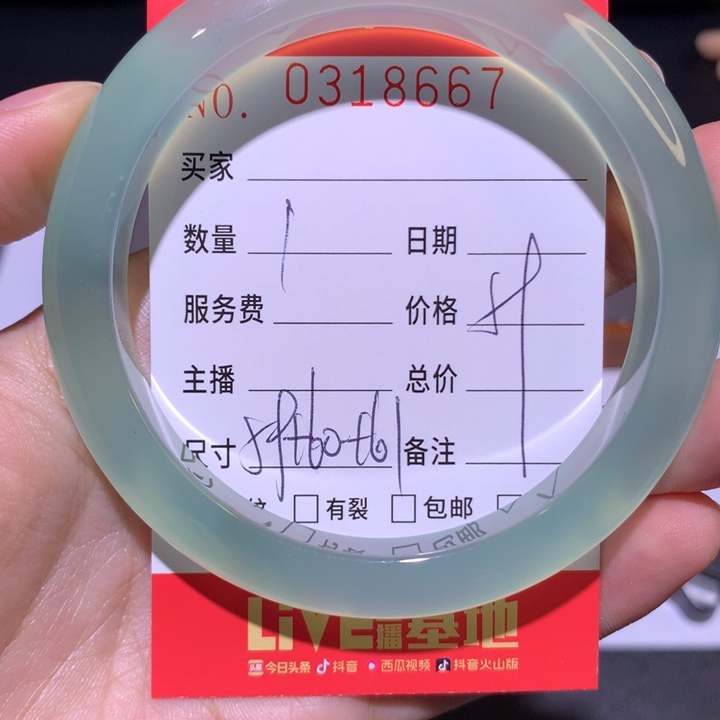 NO. 0318667
买家
数量 1 日期
服务费 价格
主播 总价
尺寸 备注
纹 □有裂 □包邮
LiVE播基地
今日头条 抖音 西瓜视频 抖音火山版